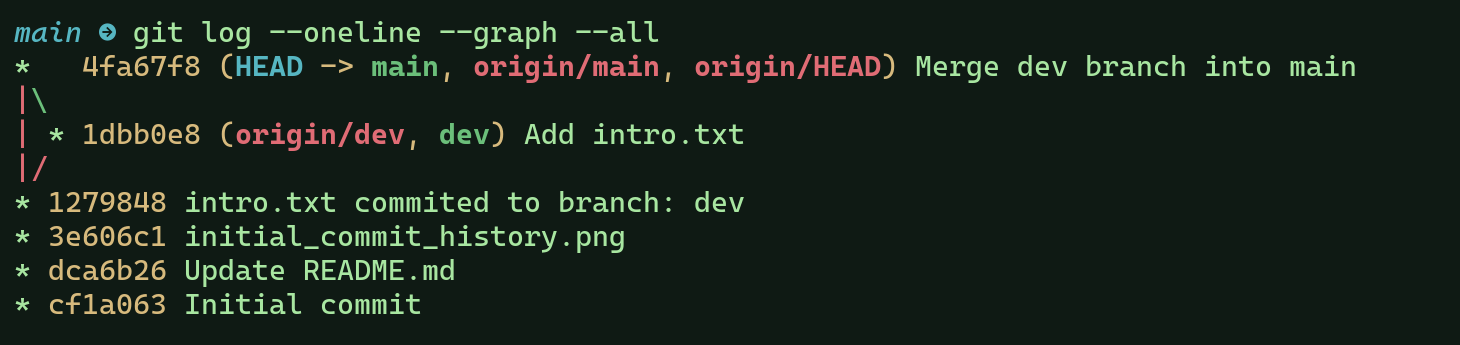 main ➔ git log --oneline --graph --all
*   4fa67f8 (HEAD -> main, origin/main, origin/HEAD) Merge dev branch into main
|\
| * 1dbb0e8 (origin/dev, dev) Add intro.txt
|/
* 1279848 intro.txt commited to branch: dev
* 3e606c1 initial_commit_history.png
* dca6b26 Update README.md
* cf1a063 Initial commit